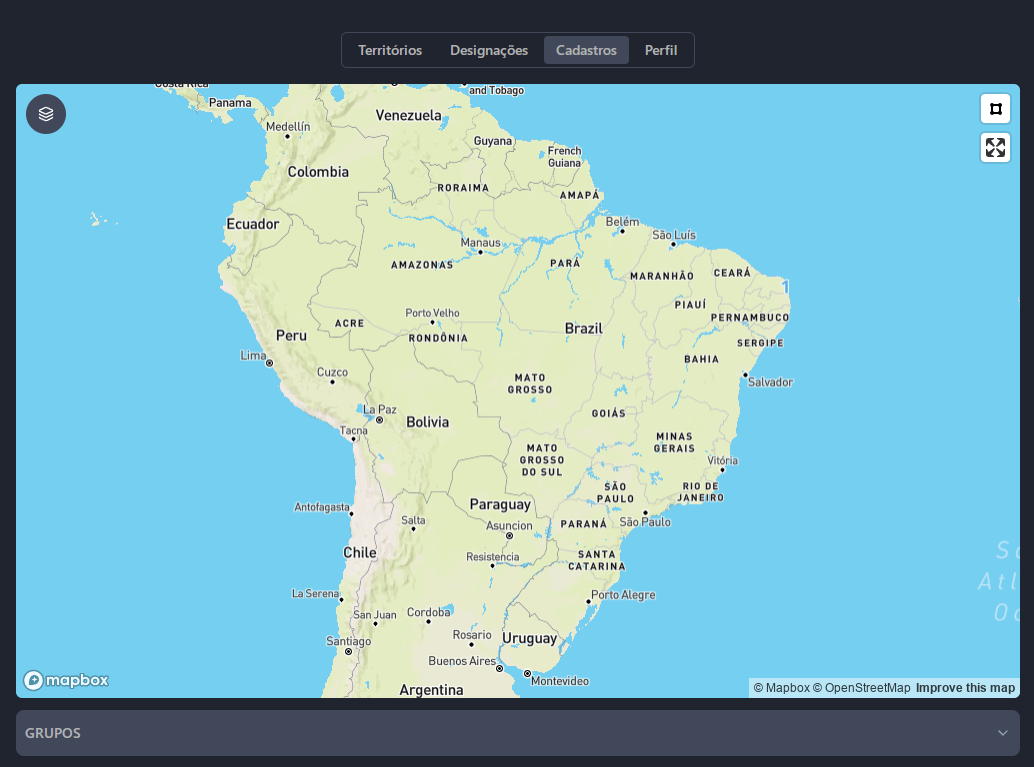 Territórios Designações Cadastros Perfil
Costa Rica
and Tobago
Panama
Venezuela
Medellín
Guyana
French
Guiana
Colombia
RORAIMA
AMAPÁ
Ecuador
Belém
São Luís
Manaus
AMAZONAS
PARÁ
MARANHÃO
CEARÁ
1
PIAUÍ
Porto Velho
PERNAMBUCO
ACRE
Brazil
Peru
RONDÔNIA
SERGIPE
Lima
BAHIA
Cuzco
MATO
GROSSO
Salvador
La Paz
GOIÁS
Bolivia
Tacna
MINAS
GERAIS
MATO
GROSSO
DO SUL
Vitória
SÃO
PAULO
RIO DE
JANEIRO
Paraguay
Antofagasta
Salta
Asuncion
PARANÁ
São Paulo
Chile
Resistencia
SANTA
CATARINA
La Serena
Porto Alegre
San Juan
Cordoba
Santiago
Rosario
Uruguay
Buenos Aires
Montevideo
Argentina
mapbox
© Mapbox © OpenStreetMap Improve this map
GRUPOS